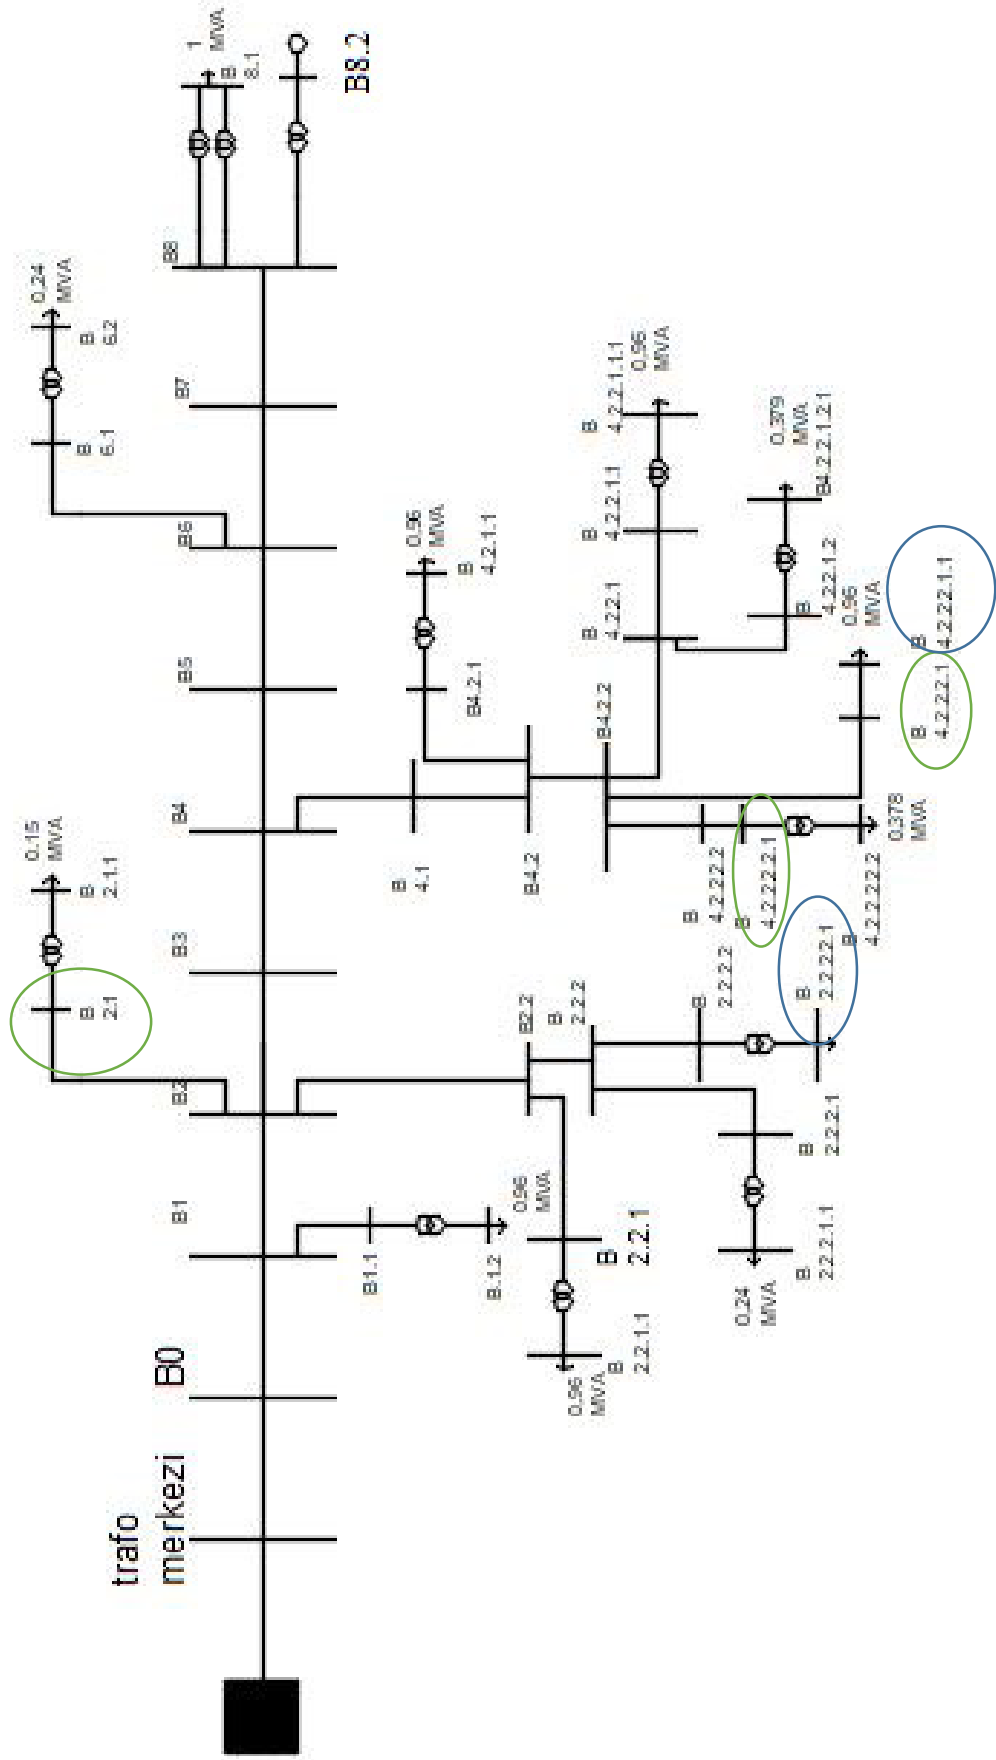 trafo
merkezi
B0
B1
B2
B3
B4
B5
B6
B7
B8
B1.1
B.1.2
0.96
MVA
B
2.1
B
2.1.1
0.15
MVA
B2.2
B
2.2.1
B
2.2.1.1
0.96
MVA
B
2.2.2
B
2.2.2.1
B
2.2.2.1.1
0.24
MVA
B
2.2.2.2
B
2.2.2.2.1
B
4.1
B4.2
B4.2.1
B
4.2.1.1
0.96
MVA
B4.2.2
B
4.2.2.1
B
4.2.2.1.1
B
4.2.2.1.1.1
0.96
MVA
B
4.2.2.1.2
B4.2.2.1.2.1
0.379
MVA
B
4.2.2.2.1
B
4.2.2.2.1.1
0.96
MVA
B
4.2.2.2.2
B
4.2.2.2.2.1
B
4.2.2.2.2.2
0.378
MVA
B
6.1
B
6.2
0.24
MVA
B
8.1
1
MVA
B8.2